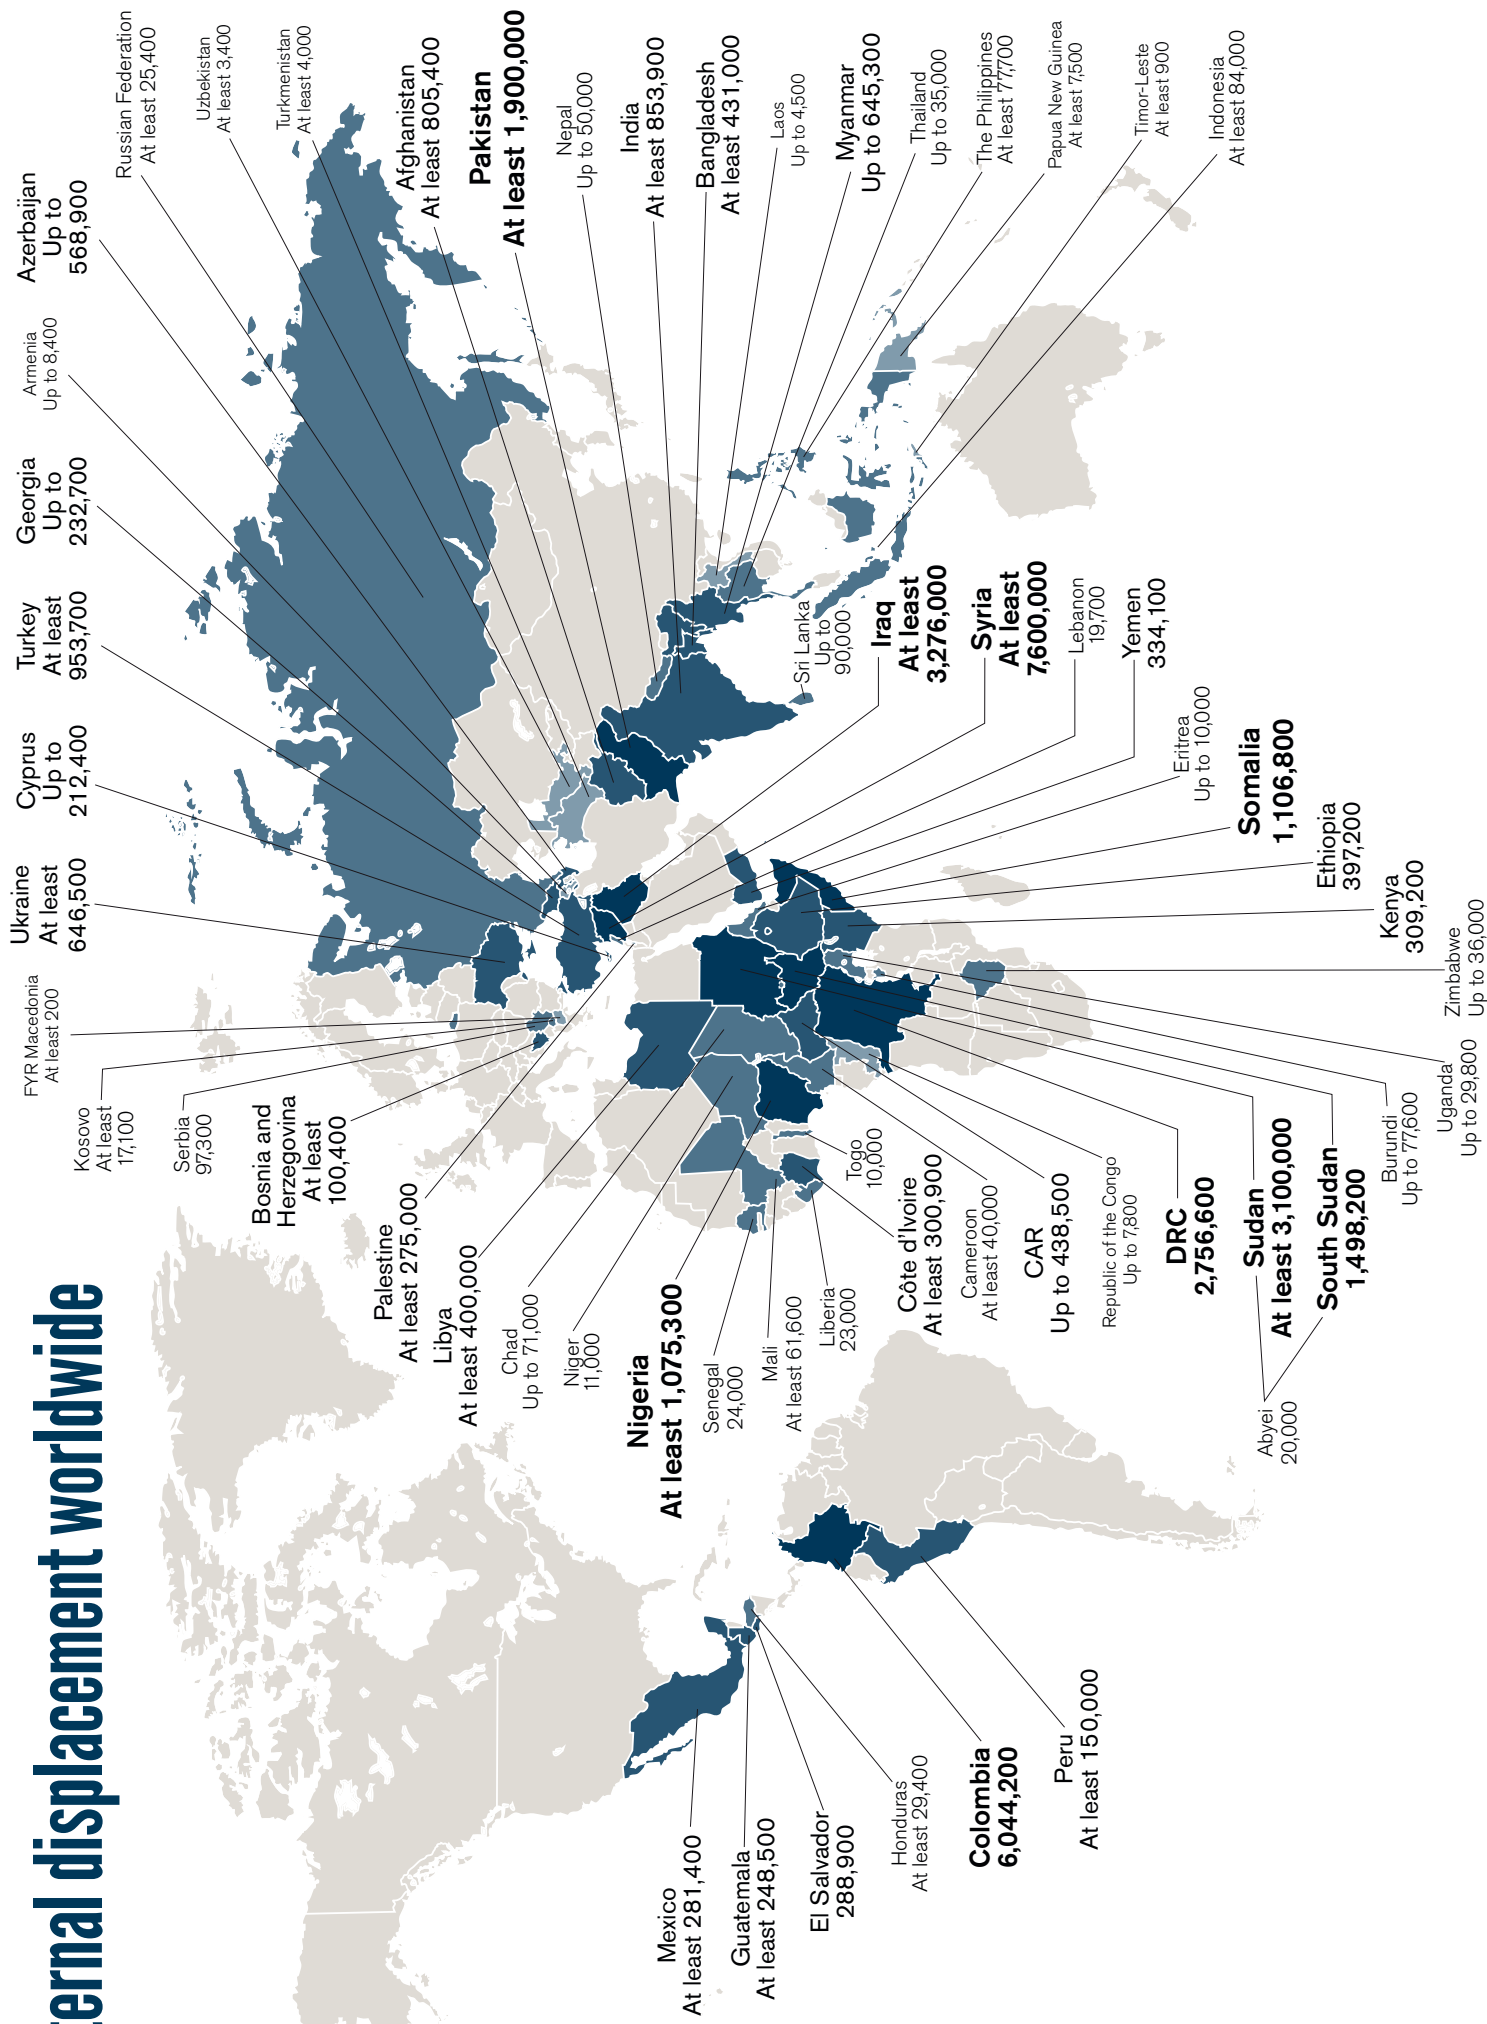 ternal displacement worldwide
Ukraine
At least
646,500
Cyprus
Up to
212,400
Turkey
At least
953,700
Georgia
Up to
232,700
Armenia
Up to 8,400
Azerbaijan
Up to
568,900
Russian Federation
At least 25,400
Uzbekistan
At least 3,400
Turkmenistan
At least 4,000
Afghanistan
At least 805,400
Pakistan
At least 1,900,000
Nepal
Up to 50,000
India
At least 853,900
Bangladesh
At least 431,000
Laos
Up to 4,500
Myanmar
Up to 645,300
Thailand
Up to 35,000
The Philippines
At least 77,700
Papua New Guinea
At least 7,500
Timor-Leste
At least 900
Indonesia
At least 84,000
FYR Macedonia
At least 200
Kosovo
At least
17,100
Serbia
97,300
Bosnia and
Herzegovina
At least
100,400
Palestine
At least 275,000
Libya
At least 400,000
Chad
Up to 71,000
Niger
11,000
Nigeria
At least 1,075,300
Senegal
24,000
Mali
At least 61,600
Liberia
23,000
Togo
10,000
Côte d'Ivoire
At least 300,900
Cameroon
At least 40,000
CAR
Up to 438,500
Republic of the Congo
Up to 7,800
DRC
2,756,600
Sudan
At least 3,100,000
South Sudan
1,498,200
Abyei
20,000
Burundi
Up to 77,600
Uganda
Up to 29,800
Zimbabwe
Up to 36,000
Kenya
309,200
Ethiopia
397,200
Somalia
1,106,800
Eritrea
Up to 10,000
Yemen
334,100
Lebanon
19,700
Syria
At least
7,600,000
Iraq
At least
3,276,000
Sri Lanka
Up to
90,000
Mexico
At least 281,400
Guatemala
At least 248,500
El Salvador
288,900
Honduras
At least 29,400
Colombia
6,044,200
Peru
At least 150,000